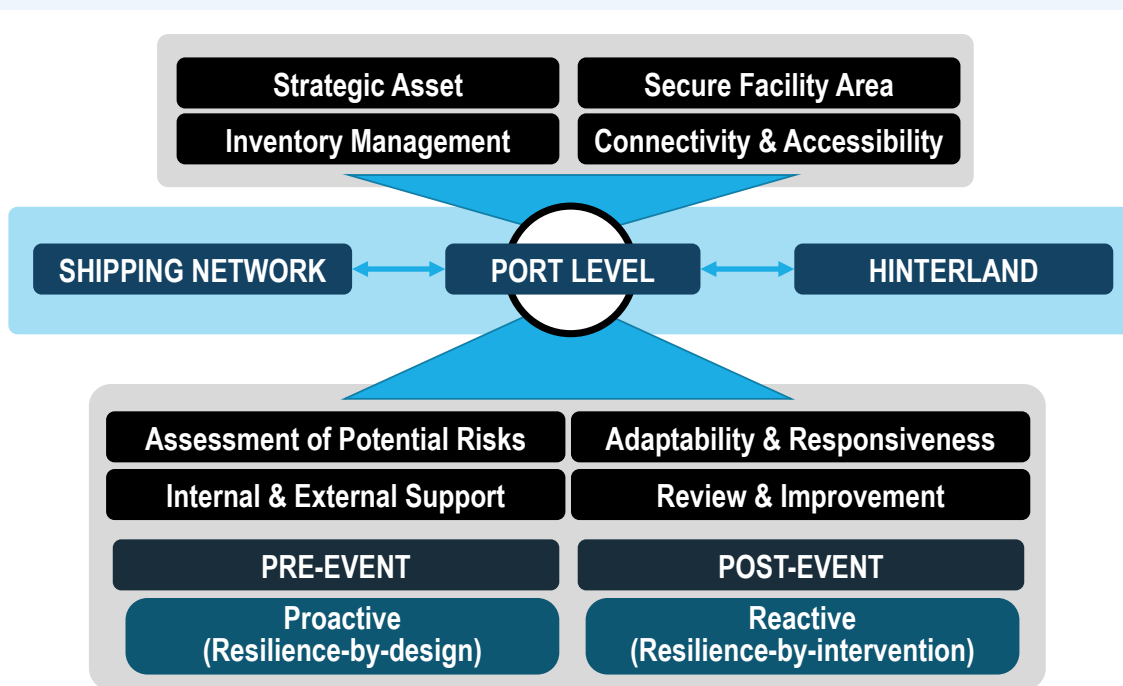 Strategic Asset
Secure Facility Area
Inventory Management
Connectivity & Accessibility
SHIPPING NETWORK
PORT LEVEL
HINTERLAND
Assessment of Potential Risks
Adaptability & Responsiveness
Internal & External Support
Review & Improvement
PRE-EVENT
POST-EVENT
Proactive
(Resilience-by-design)
Reactive
(Resilience-by-intervention)